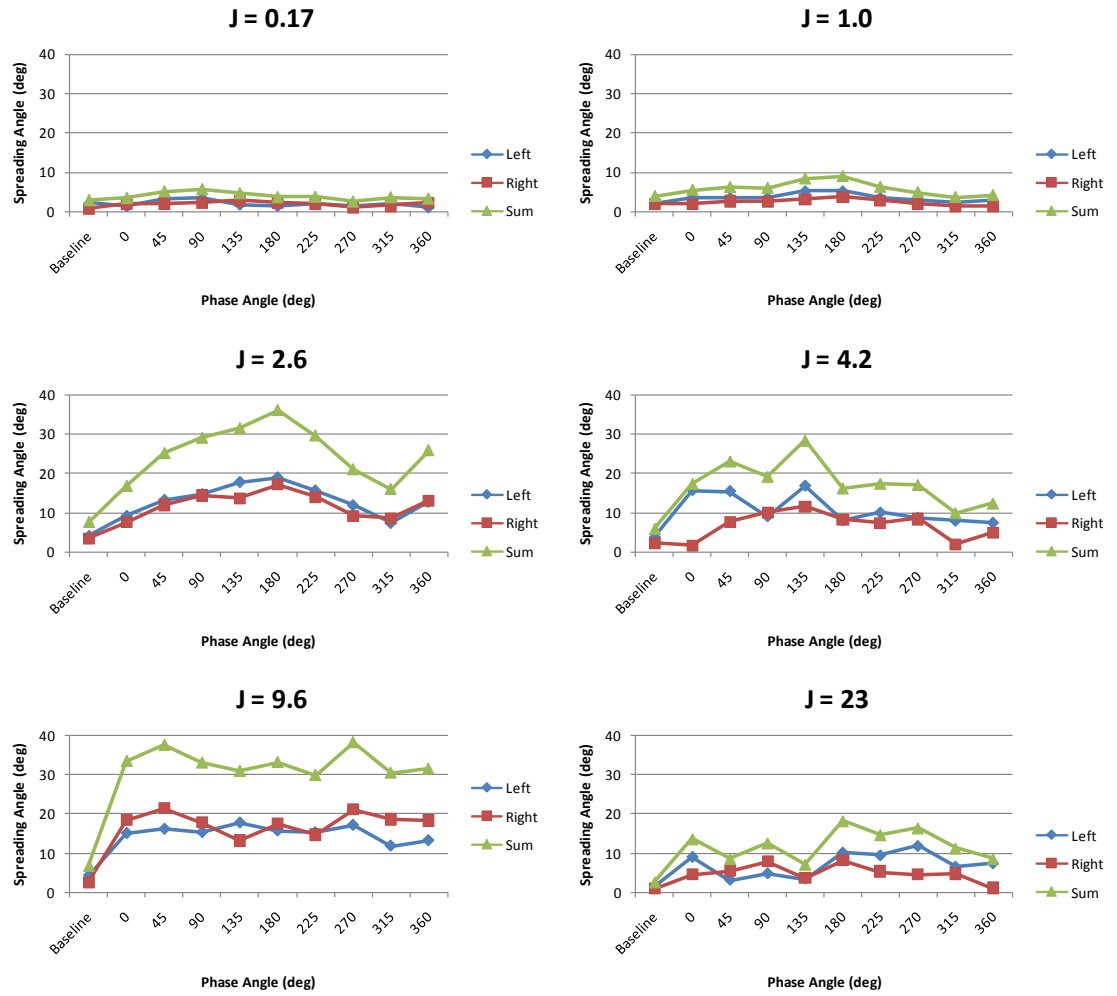 J = 0.17
Spreading Angle (deg)
40
30
20
10
0
Baseline
0
45
90
135
180
225
270
315
360
Phase Angle (deg)
Left
Right
Sum
J = 1.0
Spreading Angle (deg)
40
30
20
10
0
Baseline
0
45
90
135
180
225
270
315
360
Phase Angle (deg)
Left
Right
Sum
J = 2.6
Spreading Angle (deg)
40
30
20
10
0
Baseline
0
45
90
135
180
225
270
315
360
Phase Angle (deg)
Left
Right
Sum
J = 4.2
Spreading Angle (deg)
40
30
20
10
0
Baseline
0
45
90
135
180
225
270
315
360
Phase Angle (deg)
Left
Right
Sum
J = 9.6
Spreading Angle (deg)
40
30
20
10
0
Baseline
0
45
90
135
180
225
270
315
360
Phase Angle (deg)
Left
Right
Sum
J = 23
Spreading Angle (deg)
40
30
20
10
0
Baseline
0
45
90
135
180
225
270
315
360
Phase Angle (deg)
Left
Right
Sum